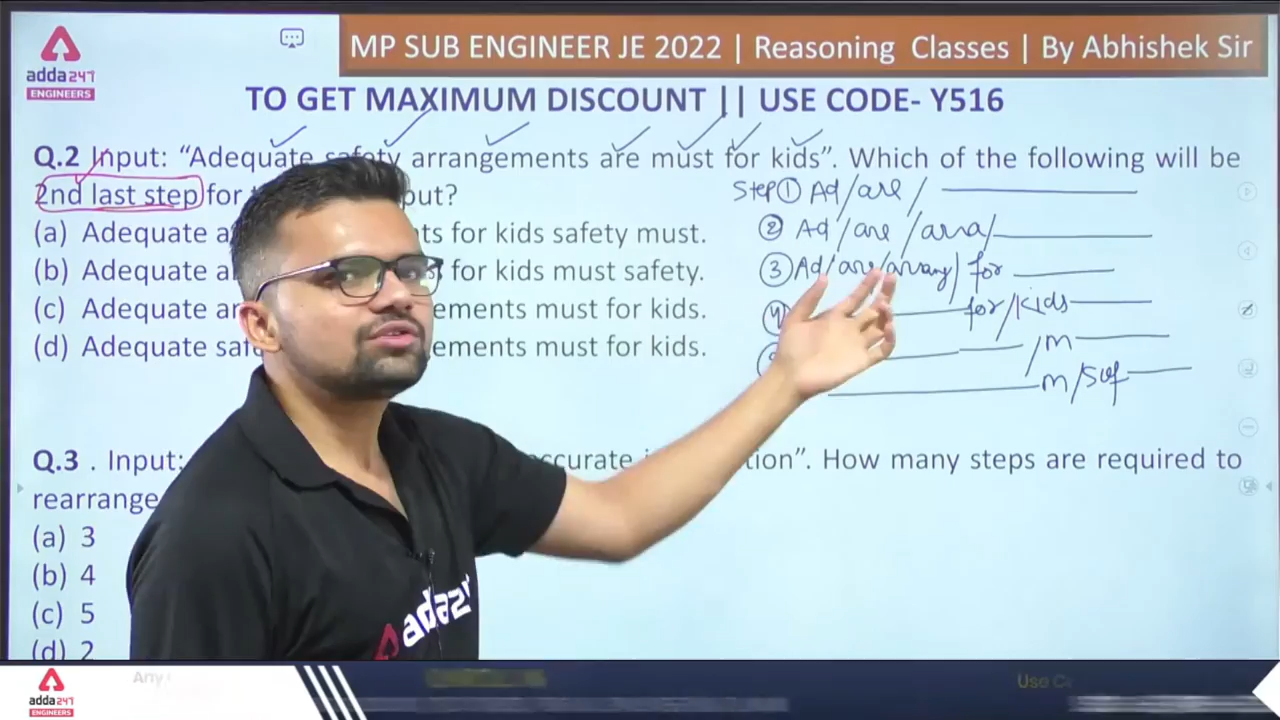 adda247
ENGINEERS
MP SUB ENGINEER JE 2022 | Reasoning Classes | By Abhishek Sir
TO GET MAXIMUM DISCOUNT || USE CODE- Y516
Q.2 Input: “Adequate safety arrangements are must for kids”. Which of the following will be
2nd last step for put?
(a) Adequate a ts for kids safety must.
(b) Adequate a for kids must safety.
(c) Adequate ar ements must for kids.
(d) Adequate saf ements must for kids.
Step ① Ad/are/
② Ad/are/arra/
③ Ad/are/arrang/for
④ for/kids
/m
m/saf
Q.3 . Input: ccurate i tion”. How many steps are required to
rearrange
(a) 3
(b) 4
(c) 5
(d) 2
adda247
adda247
ENGINEERS